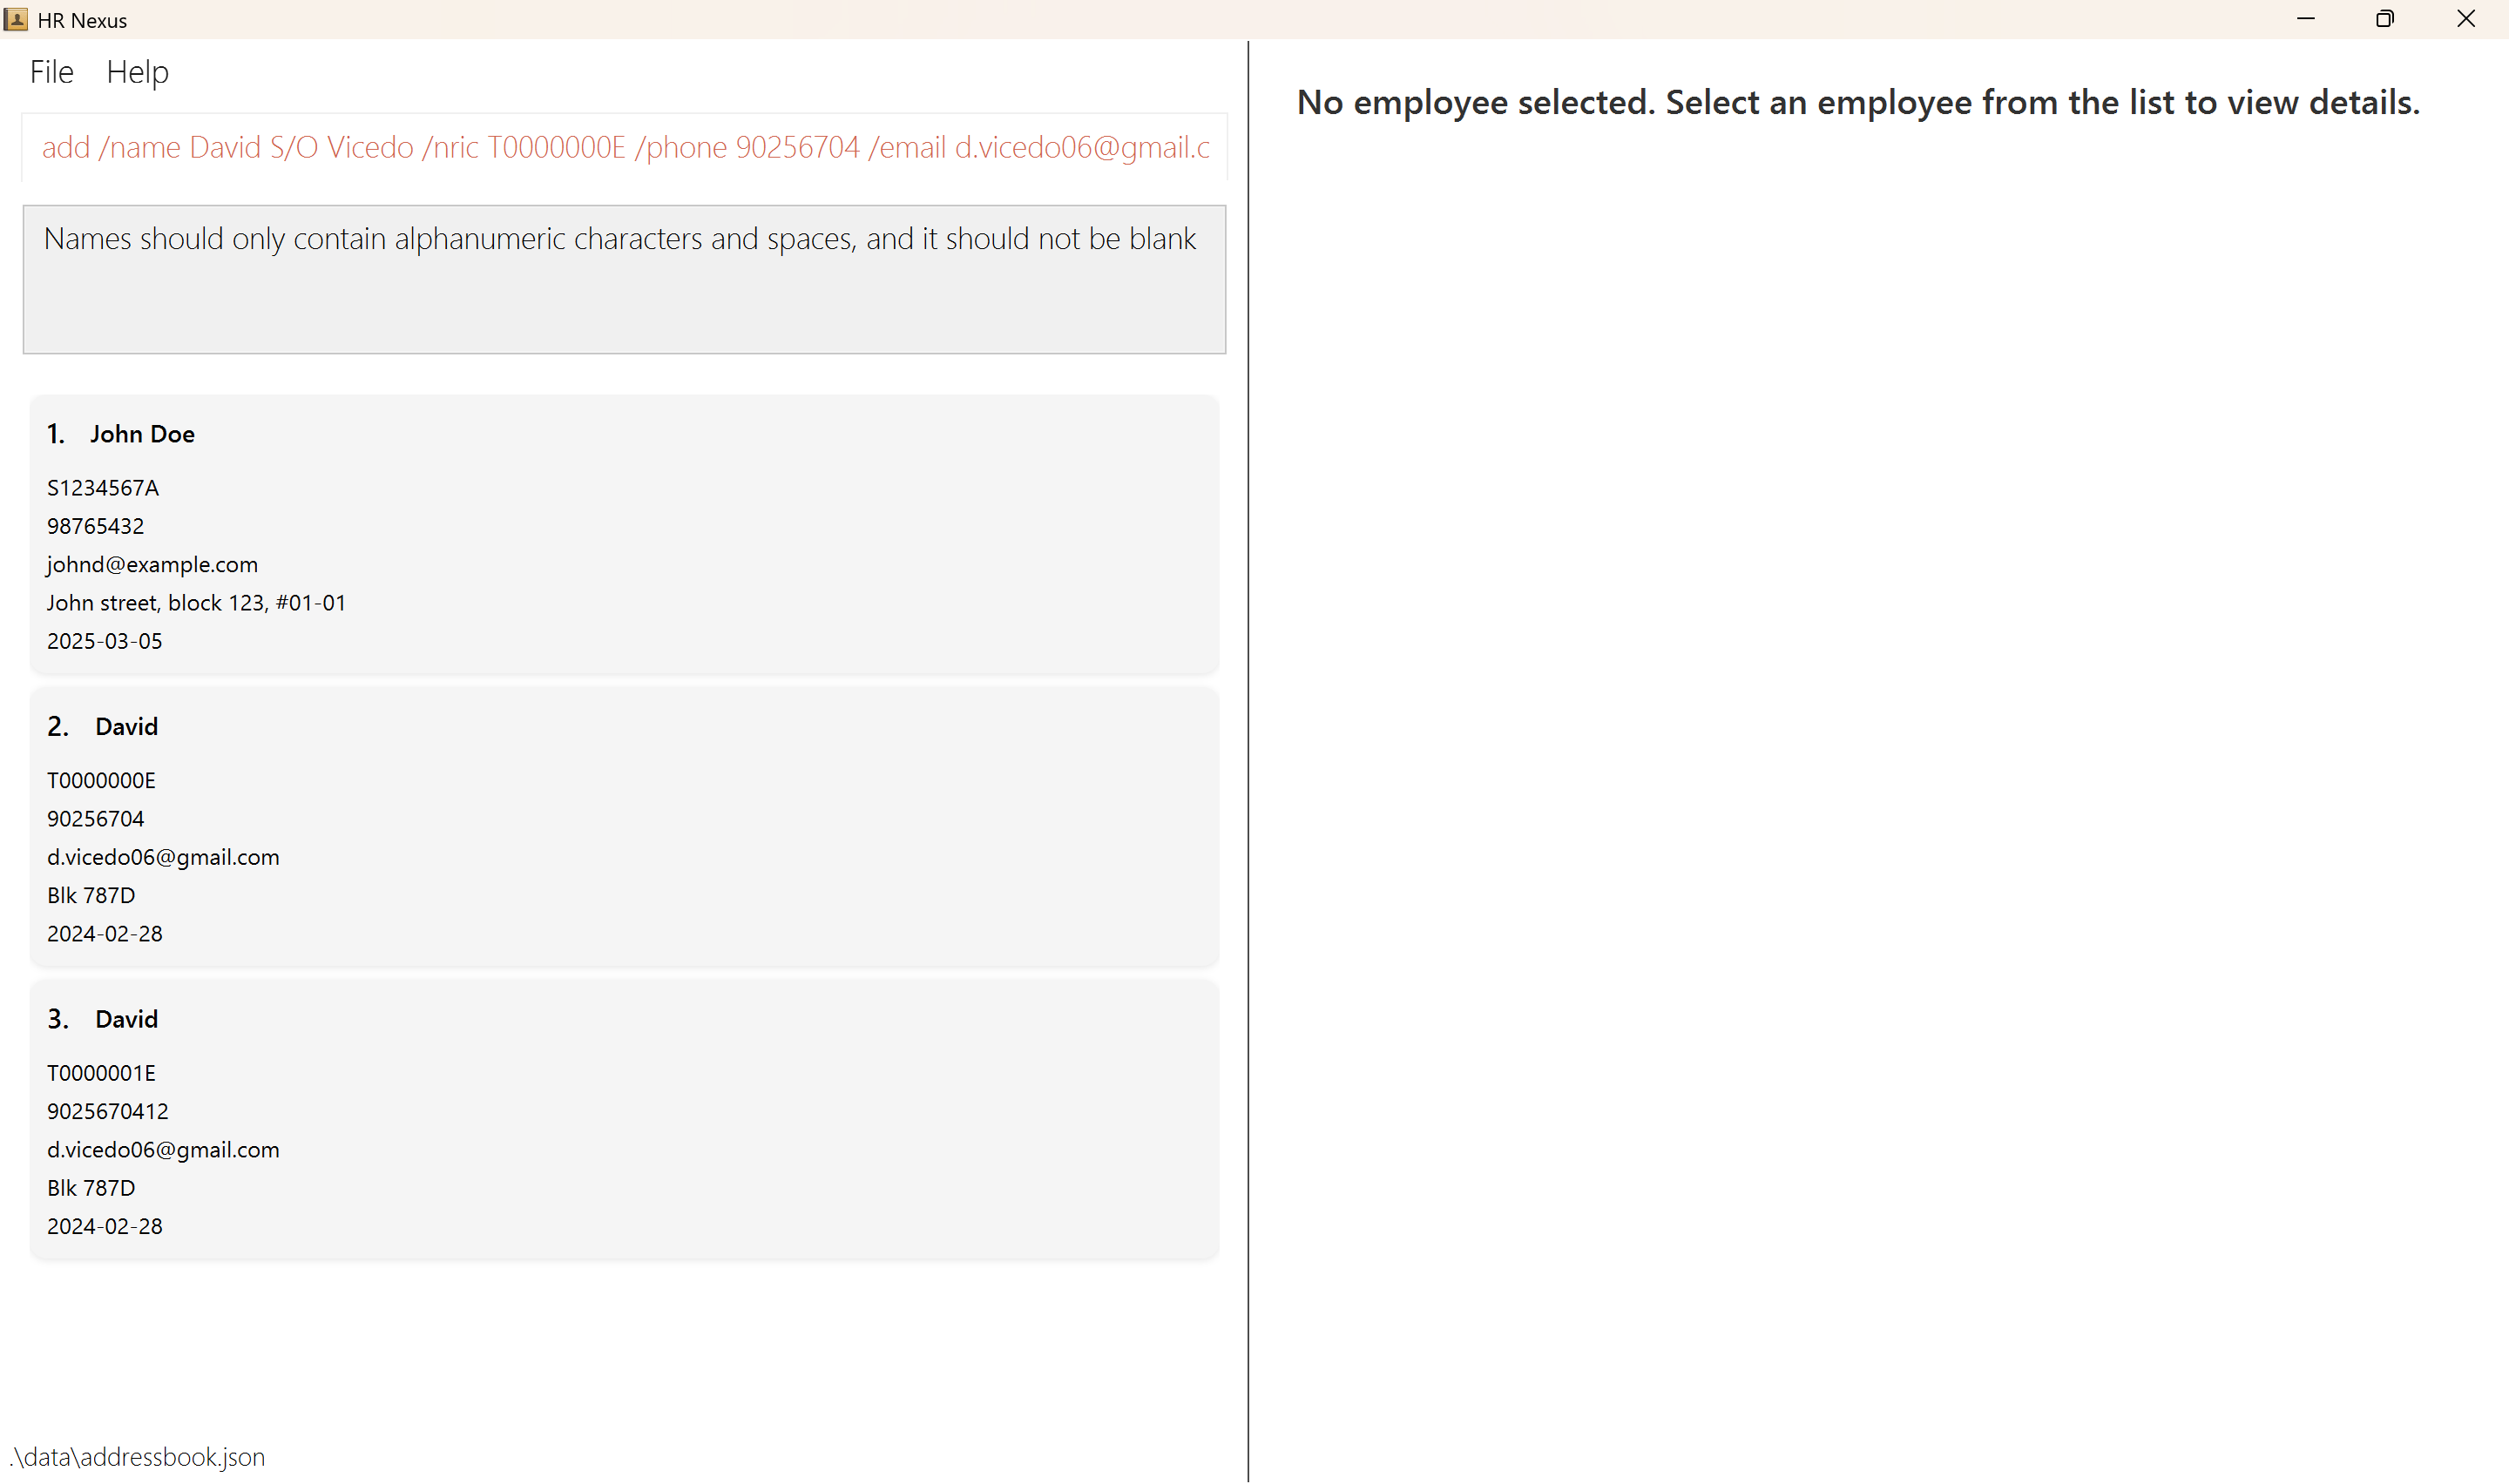 HR Nexus
File Help
add /name David S/O Vicedo /nric T0000000E /phone 90256704 /email d.vicedo06@gmail.c
Names should only contain alphanumeric characters and spaces, and it should not be blank
1. John Doe
S1234567A
98765432
johnd@example.com
John street, block 123, #01-01
2025-03-05
2. David
T0000000E
90256704
d.vicedo06@gmail.com
Blk 787D
2024-02-28
3. David
T0000001E
9025670412
d.vicedo06@gmail.com
Blk 787D
2024-02-28
.\data\addressbook.json
No employee selected. Select an employee from the list to view details.